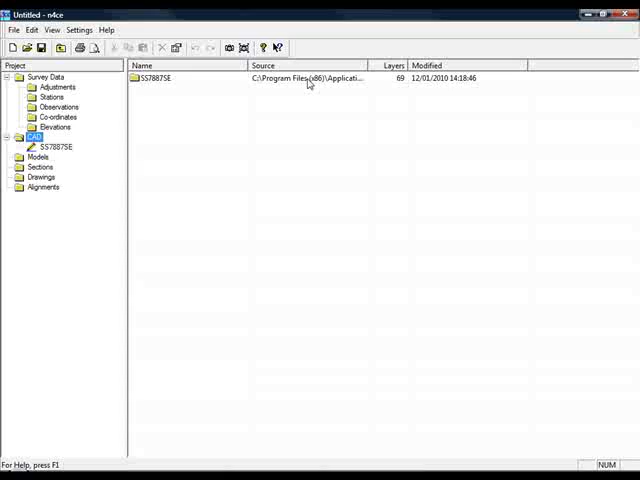 Untitled - n4ce
File Edit View Settings Help
Project
Name Source Layers Modified
Survey Data
Adjustments
Stations
Observations
Co-ordinates
Elevations
CAD
SS7887SE
Models
Sections
Drawings
Alignments
SS7887SE C:\Program Files (x86)\Applicati... 69 12/01/2010 14:18:46
For Help, press F1 NUM